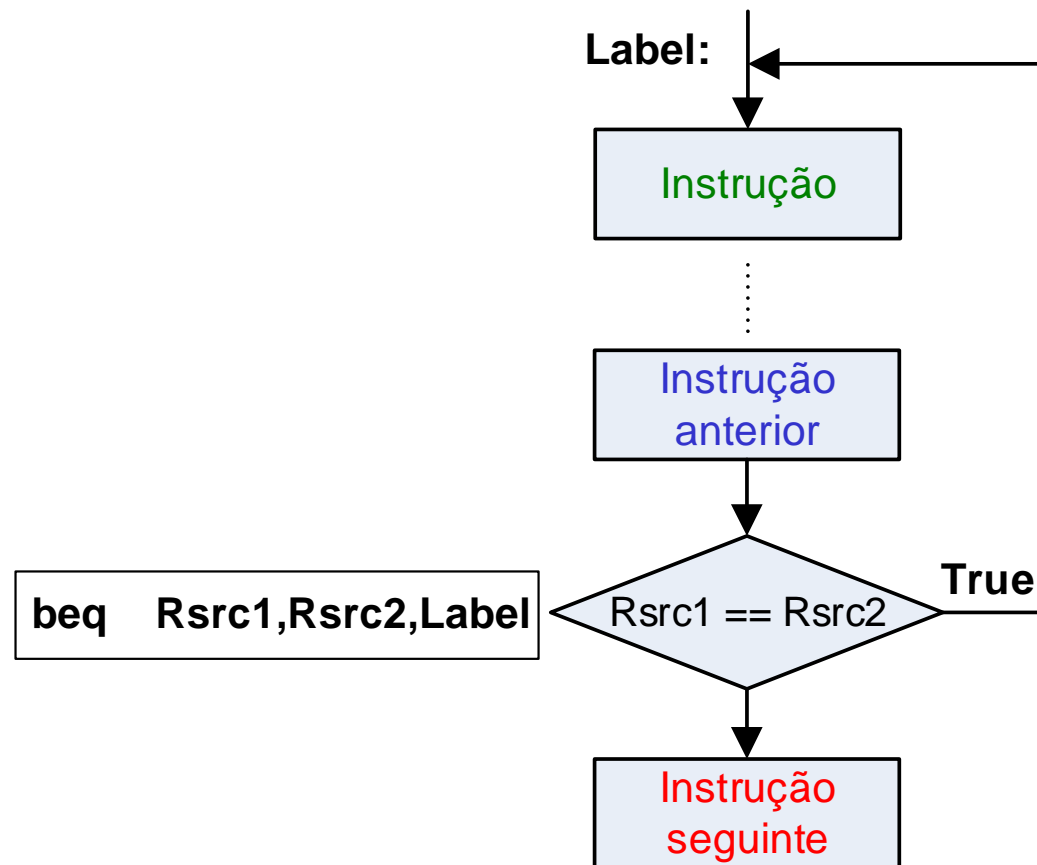 Label:
Instrução
Instrução
anterior
True
beq Rsrc1,Rsrc2,Label
Rsrc1 == Rsrc2
Instrução
seguinte